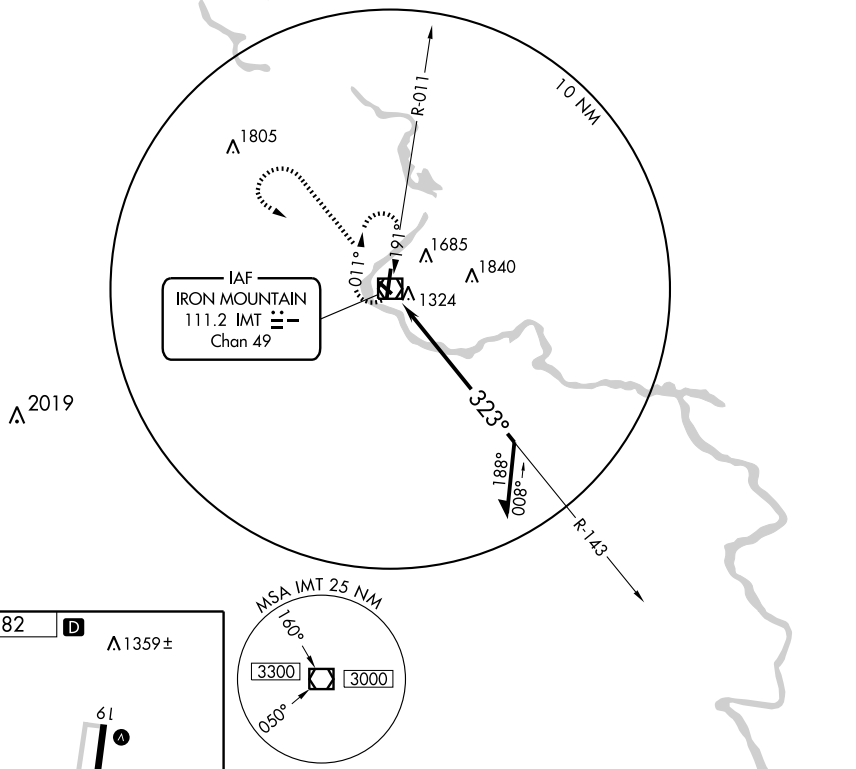 R-011
10 NM
1805
191°
011°
1685
1840
1324
IAF
IRON MOUNTAIN
111.2 IMT
Chan 49
2019
323°
188°
008°
R-143
MSA IMT 25 NM
160°
3300
3000
050°
82
D
1359±
19
V